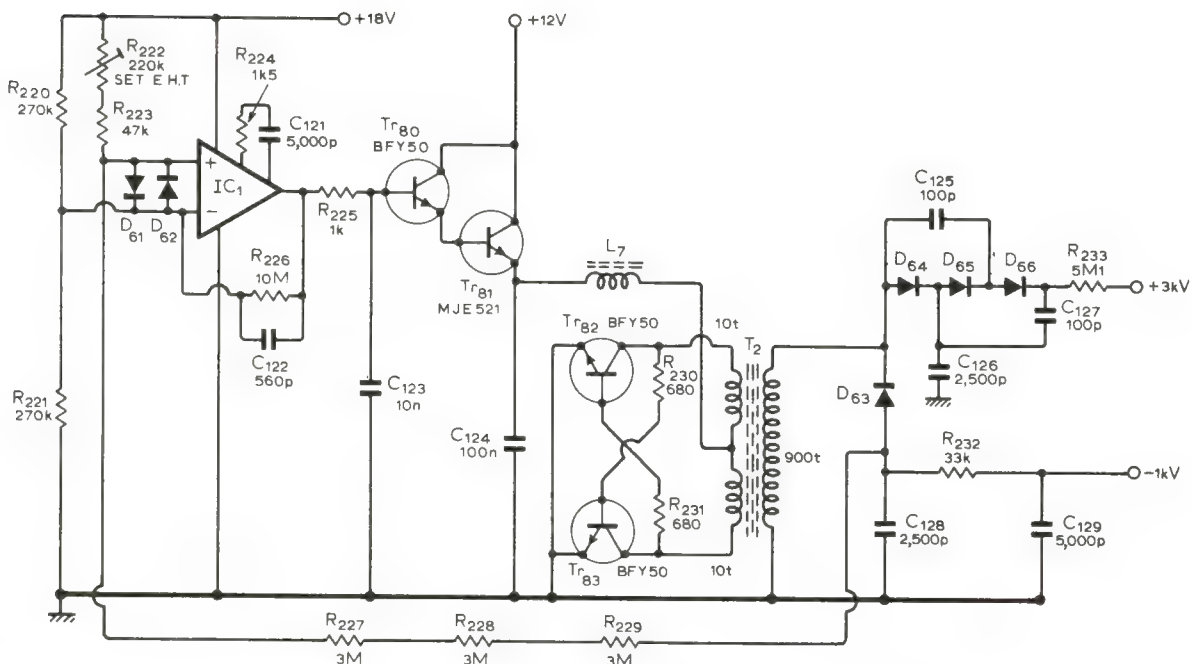 +18V
+12V
R222
220k
SET E.H.T
R224
1k5
R220
270k
R223
47k
C121
5,000p
Tr80
BFY50
+
IC1
−
D61
D62
R225
1k
C125
100p
R226
10M
L7
D64
D65
D66
R233
5M1
+3kV
Tr81
MJE521
Tr82
BFY50
10t
T2
C127
100p
C122
560p
R230
680
C126
2,500p
R221
270k
C123
10n
D63
C124
100n
900t
R232
33k
−1kV
R231
680
C128
2,500p
C129
5,000p
Tr83
BFY50
10t
R227
3M
R228
3M
R229
3M